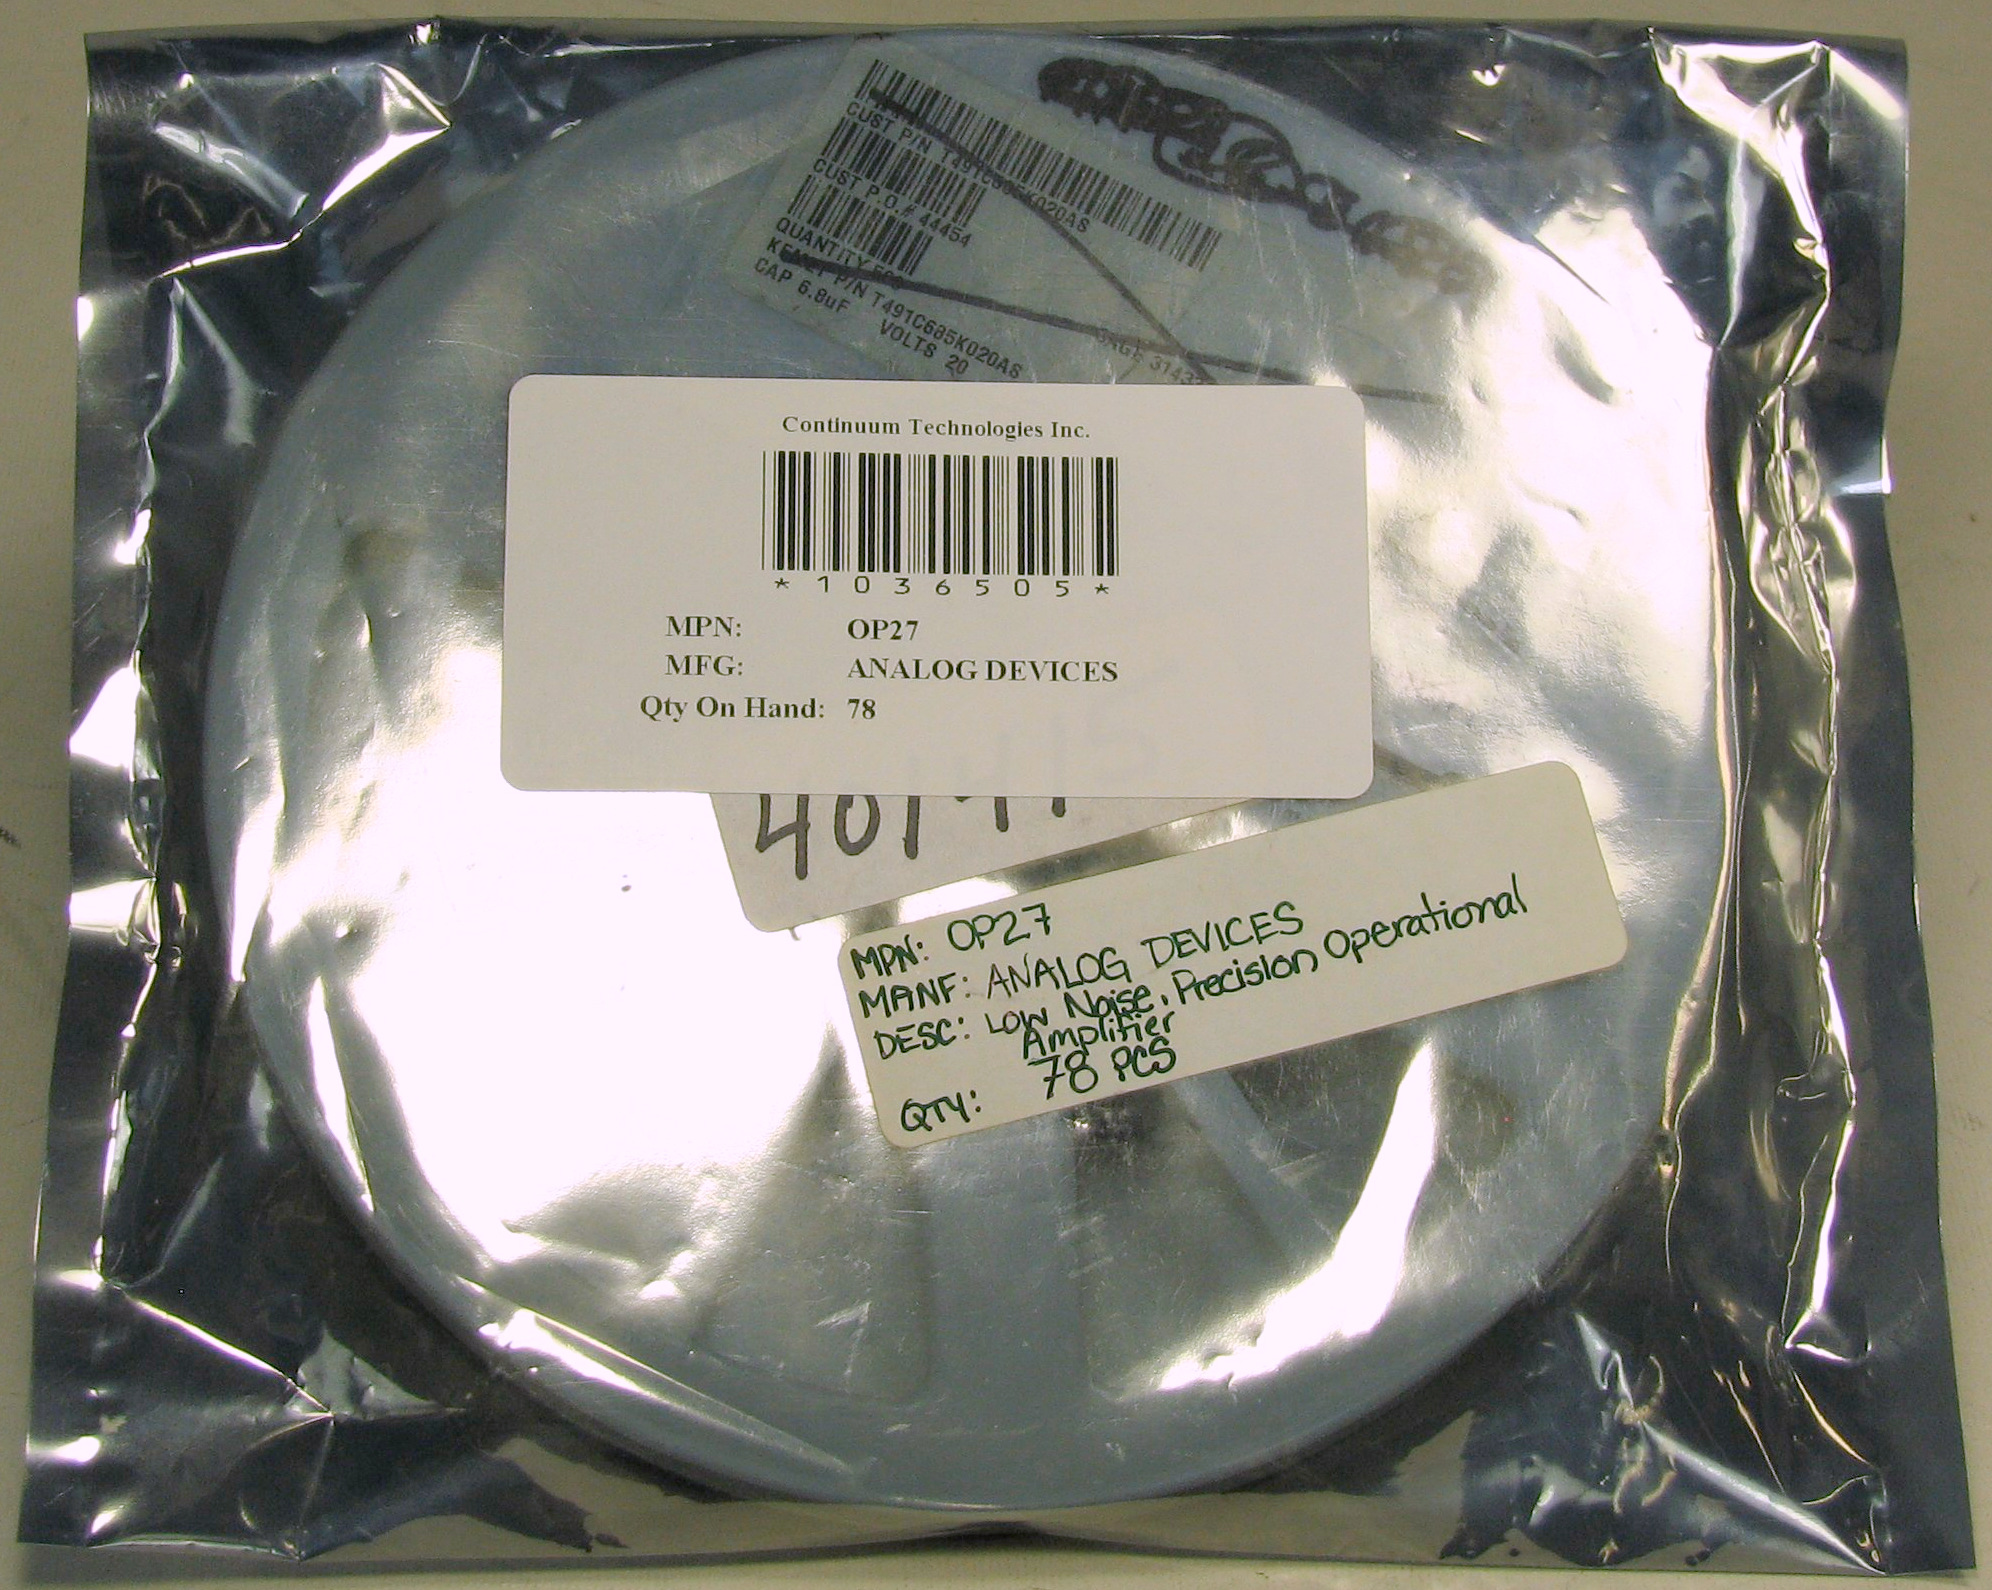 CUST P/N T491C685K020AS
CUST P.O.# 44454
QUANTITY
KEMET P/N T491C685K020AS
CAP 6.8uF VOLTS 20
Continuum Technologies Inc.
*1036505*
MPN: OP27
MFG: ANALOG DEVICES
Qty On Hand: 78
MPN: OP27
MANF: ANALOG DEVICES
DESC: LOW Noise, Precision Operational
Amplifier
QTY: 78 PCS